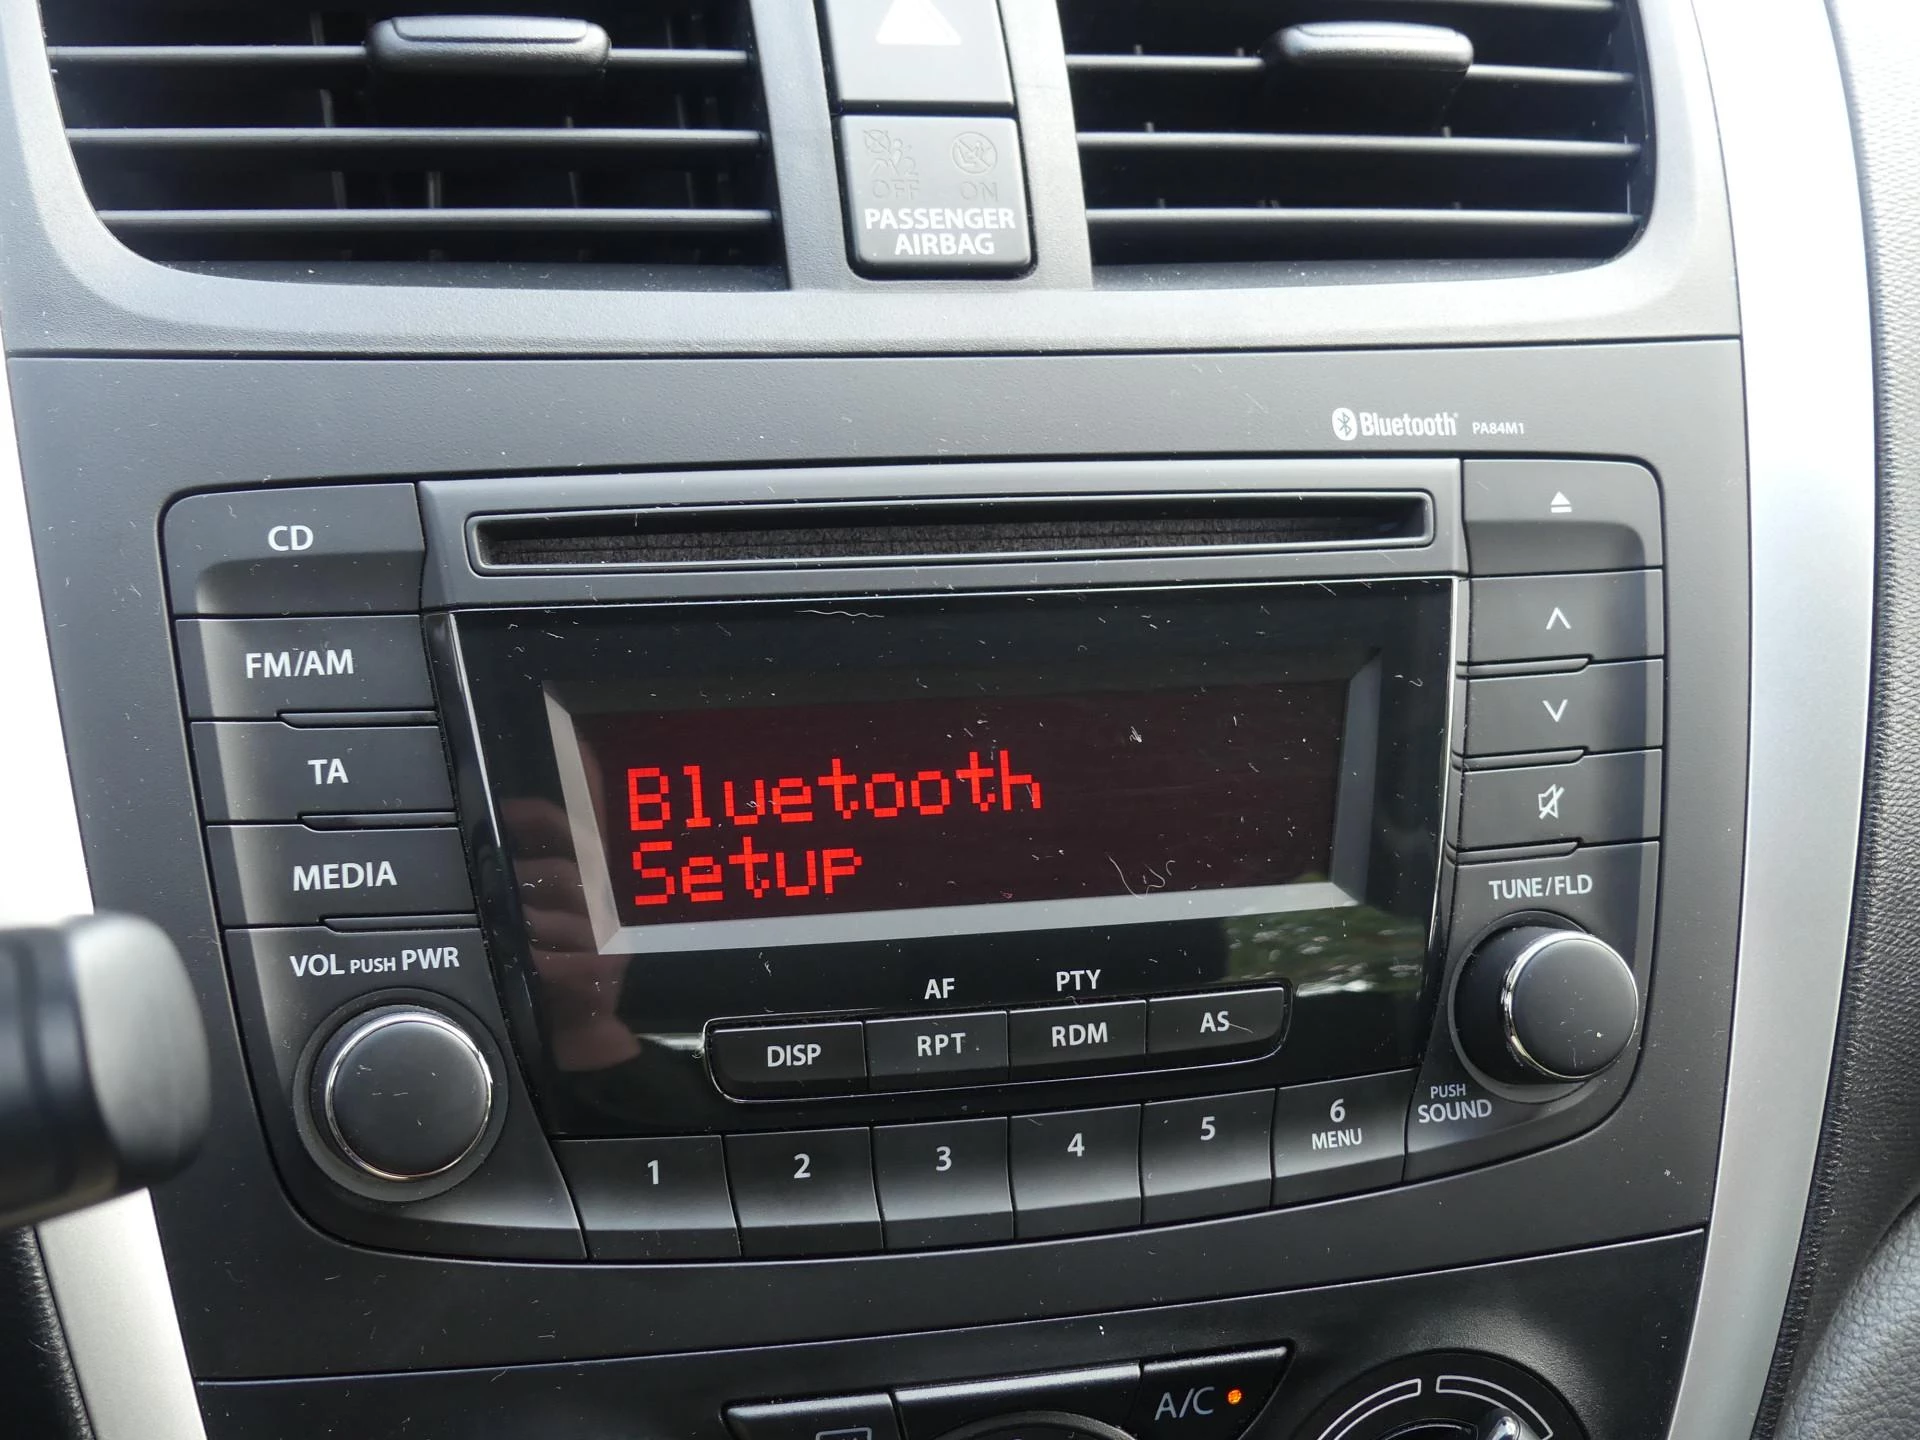 OFF ON
PASSENGER
AIRBAG
Bluetooth® PA84M1
CD
FM/AM
TA
MEDIA
VOL PUSH PWR
Bluetooth
Setup
TUNE/FLD
AF PTY
DISP RPT RDM AS
PUSH
SOUND
1 2 3 4 5 6
MENU
A/C